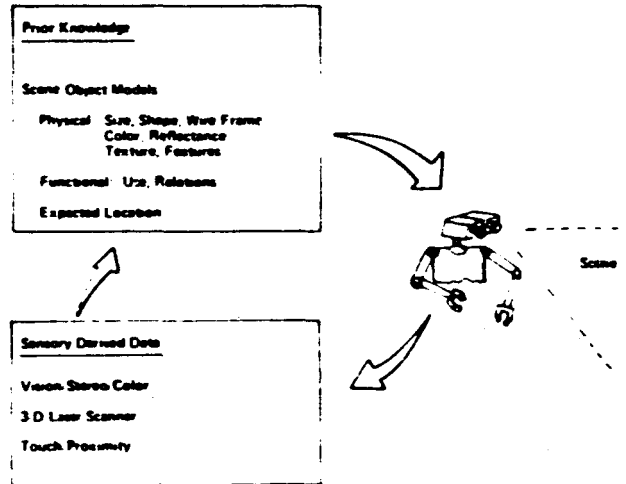 Prior Knowledge
Scene Object Models
Physical Size, Shape, Wire Frame
Color, Reflectance
Texture, Features
Functional: Use, Relations
Expected Location
Scene
Sensory Derived Data
Vision-Stereo Color
3-D Laser Scanner
Touch Proximity